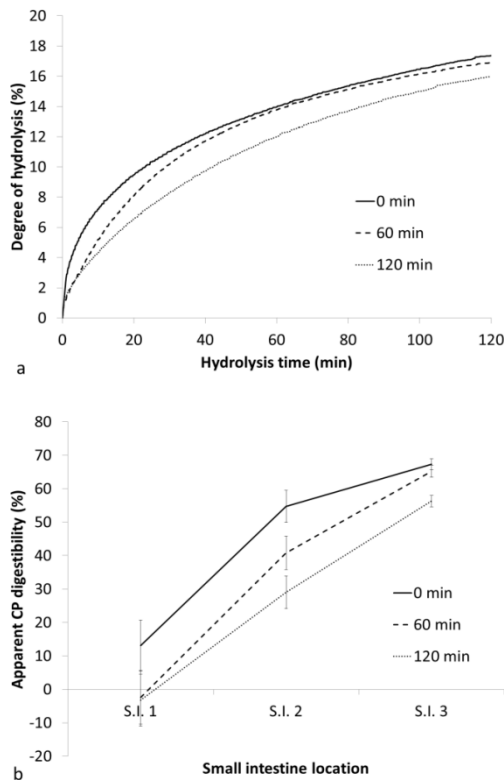 18
16
14
12
10
8
6
4
2
0
Degree of hydrolysis (%)
0 min
60 min
120 min
0 20 40 60 80 100 120
Hydrolysis time (min)
a
80
70
60
50
40
30
20
10
0
-10
-20
Apparent CP digestibility (%)
0 min
60 min
120 min
S.I. 1 S.I. 2 S.I. 3
Small intestine location
b